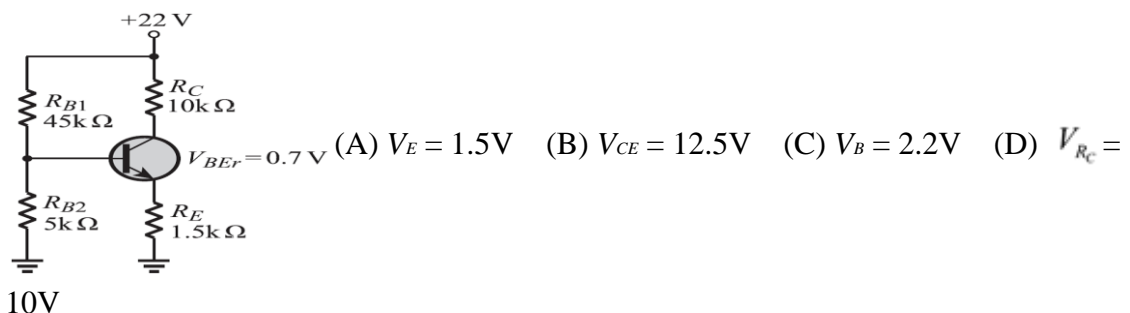 +22 V
R_C
10kΩ
R_B1
45kΩ
V_BEr=0.7 V (A) V_E = 1.5V (B) V_CE = 12.5V (C) V_B = 2.2V (D) V_R_C =
R_B2
5kΩ
R_E
1.5kΩ
10V